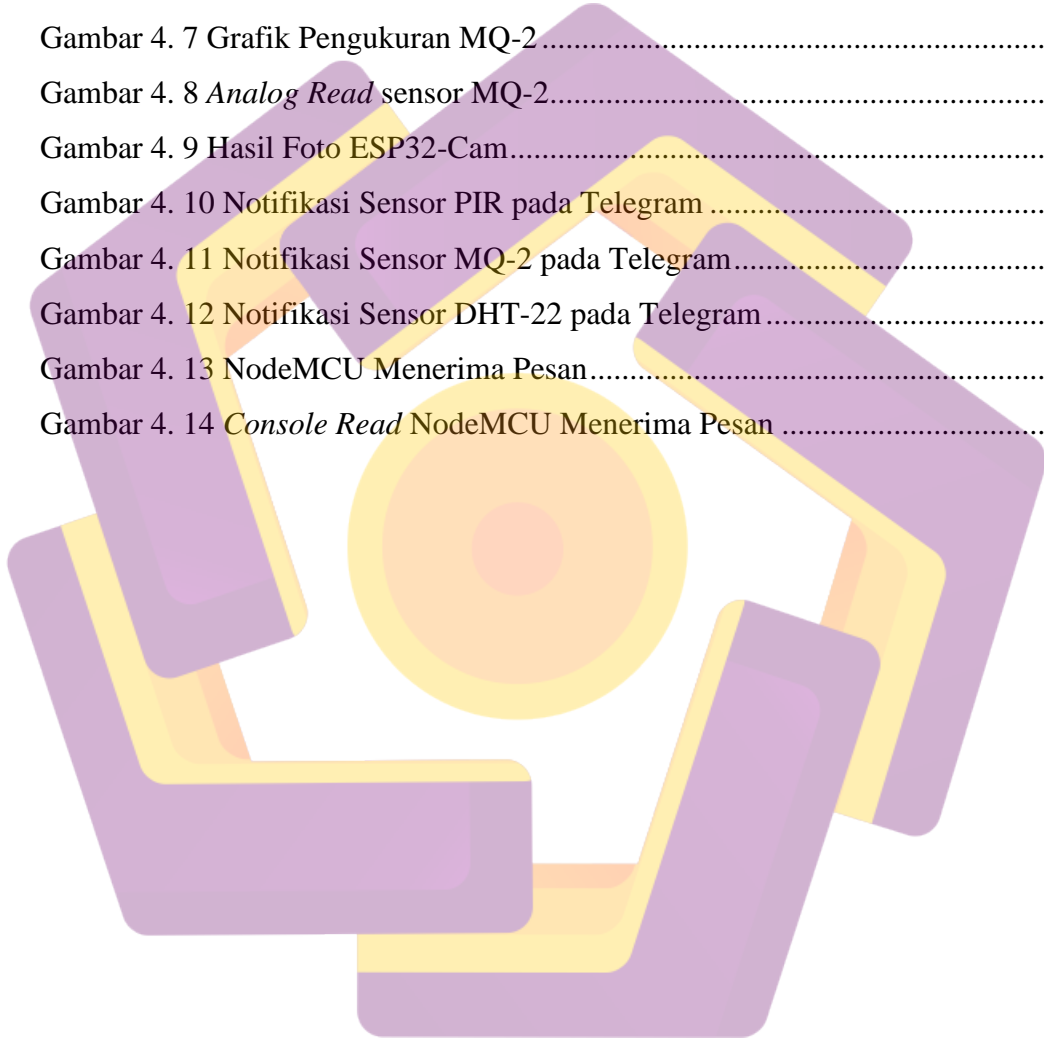 Gambar 4. 7 Grafik Pengukuran MQ-2...............................................................
Gambar 4. 8 Analog Read sensor MQ-2..............................................................
Gambar 4. 9 Hasil Foto ESP32-Cam...................................................................
Gambar 4. 10 Notifikasi Sensor PIR pada Telegram ..........................................
Gambar 4. 11 Notifikasi Sensor MQ-2 pada Telegram.......................................
Gambar 4. 12 Notifikasi Sensor DHT-22 pada Telegram...................................
Gambar 4. 13 NodeMCU Menerima Pesan.........................................................
Gambar 4. 14 Console Read NodeMCU Menerima Pesan .................................